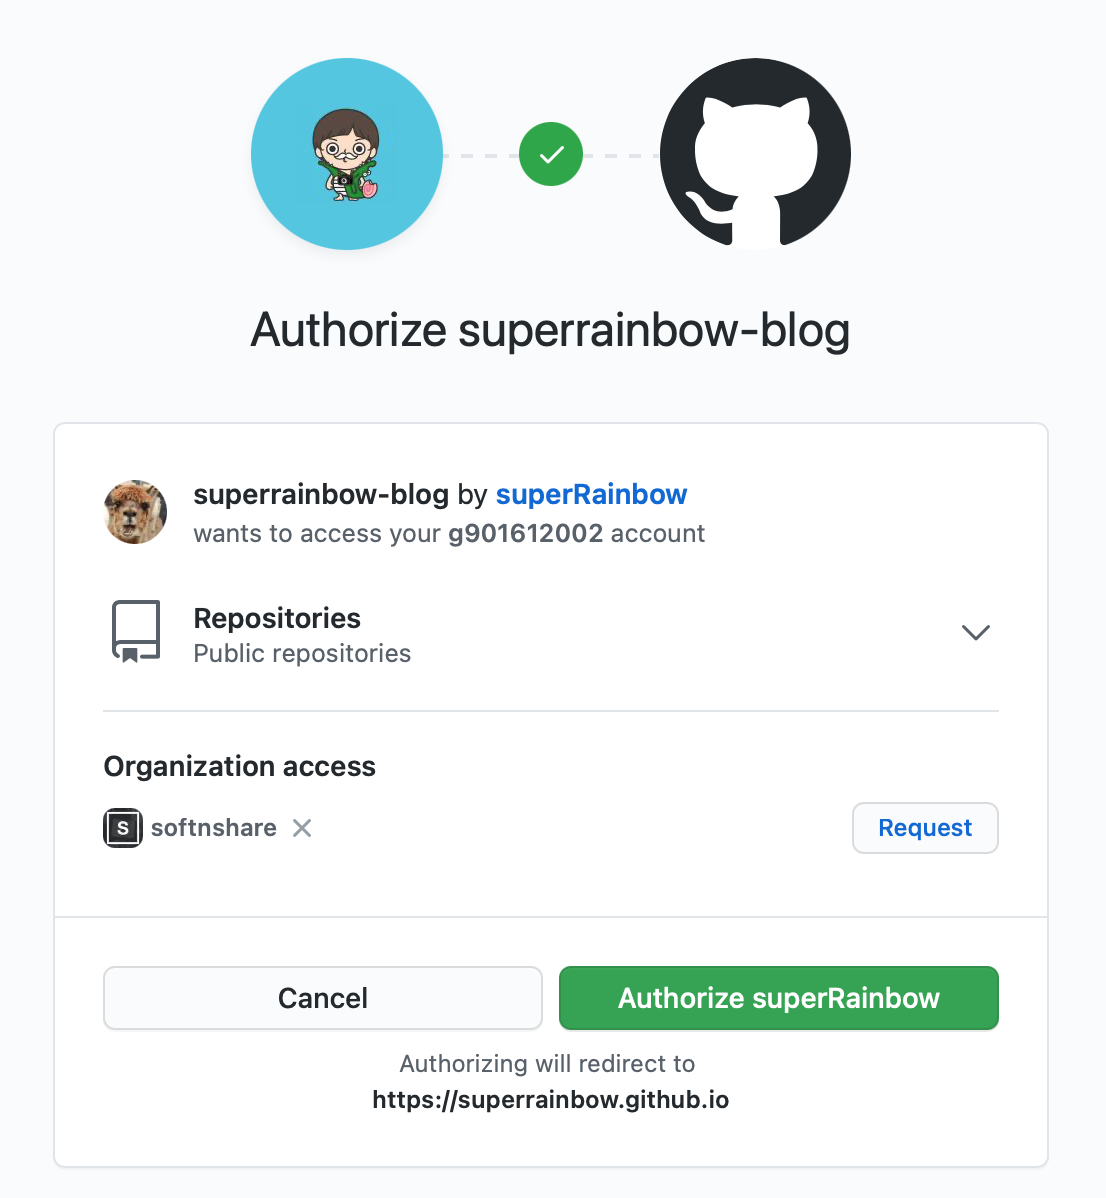 Authorize superrainbow-blog
superrainbow-blog by superRainbow
wants to access your g901612002 account
Repositories
Public repositories
Organization access
S softnshare
Request
Cancel
Authorize superRainbow
Authorizing will redirect to
https://superrainbow.github.io